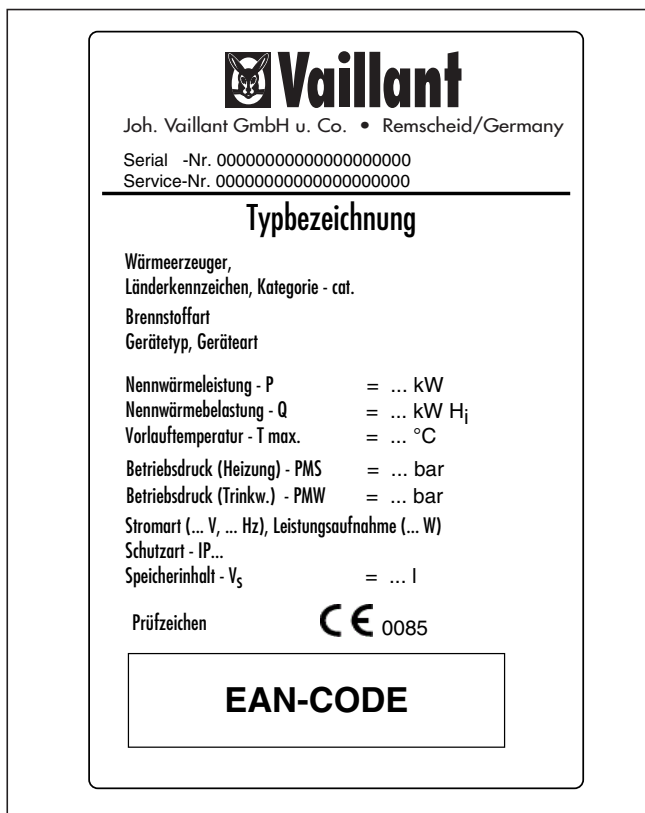 Vaillant
Joh. Vaillant GmbH u. Co. • Remscheid/Germany
Serial -Nr. 00000000000000000000
Service-Nr. 00000000000000000000
Typbezeichnung
Wärmeerzeuger,
Länderkennzeichen, Kategorie - cat.
Brennstoffart
Gerätetyp, Geräteart
Nennwärmeleistung - P = ... kW
Nennwärmebelastung - Q = ... kW Hi
Vorlauftemperatur - T max. = ... °C
Betriebsdruck (Heizung) - PMS = ... bar
Betriebsdruck (Trinkw.) - PMW = ... bar
Stromart (... V, ... Hz), Leistungsaufnahme (... W)
Schutzart - IP...
Speicherinhalt - Vs = ... l
Prüfzeichen CE 0085
EAN-CODE